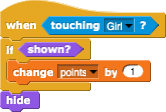 when touching Girl ?
if shown?
change points by 1
hide